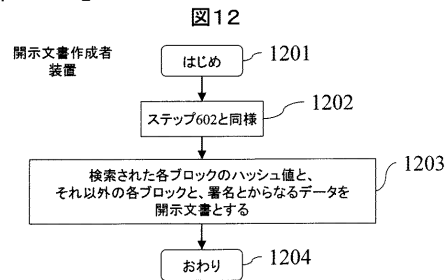 図12
開示文書作成者
装置
はじめ
1201
1202
ステップ602と同様
1203
検索された各ブロックのハッシュ値と、
それ以外の各ブロックと、署名とからなるデータを
開示文書とする
おわり
1204